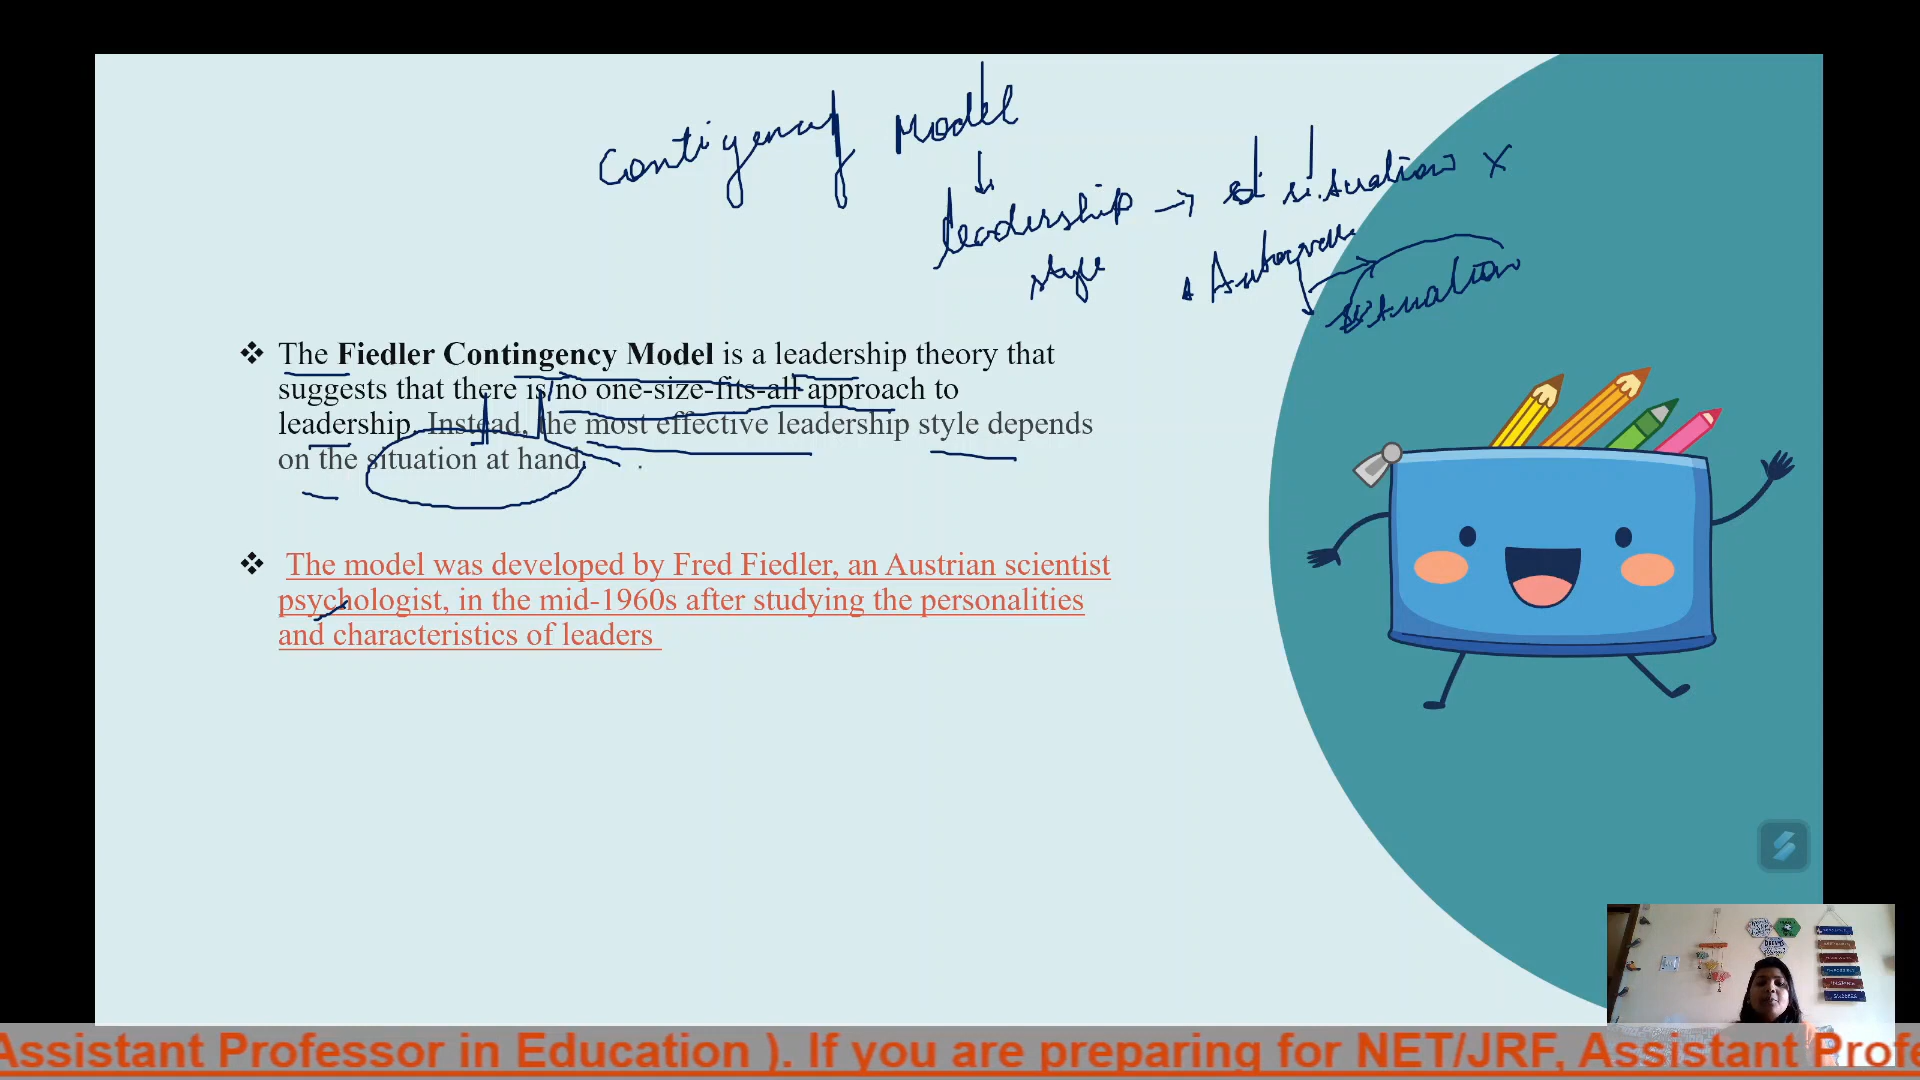 Contigency Model
leadership → situation x
style
Autocra
situation
❖ The Fiedler Contingency Model is a leadership theory that
suggests that there is no one-size-fits-all approach to
leadership. Instead, the most effective leadership style depends
on the situation at hand.
❖ The model was developed by Fred Fiedler, an Austrian scientist
psychologist, in the mid-1960s after studying the personalities
and characteristics of leaders
Assistant Professor in Education ). If you are preparing for NET/JRF, Assistant Profe